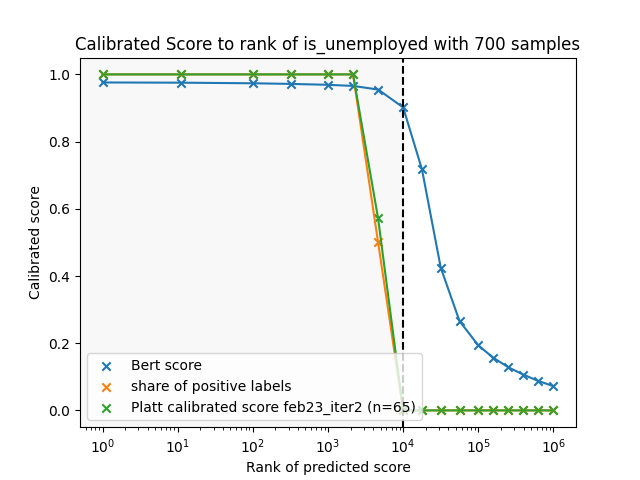 Calibrated Score to rank of is_unemployed with 700 samples
Calibrated score
1.0
0.8
0.6
0.4
0.2
0.0
Bert score
share of positive labels
Platt calibrated score feb23_iter2 (n=65)
10⁰ 10¹ 10² 10³ 10⁴ 10⁵ 10⁶
Rank of predicted score